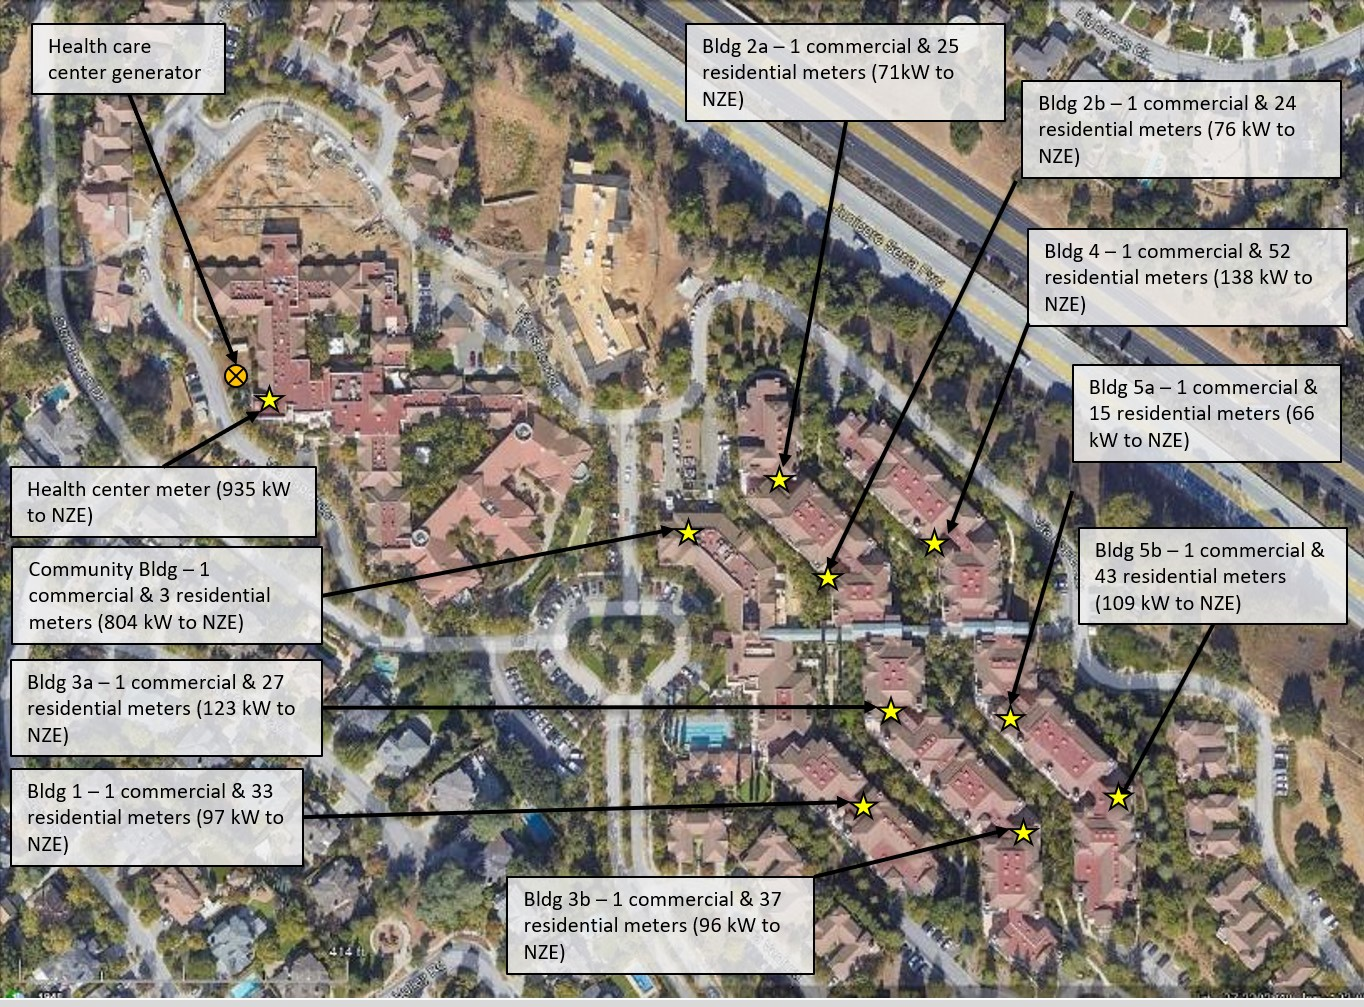 Health care
center generator
Bldg 2a – 1 commercial & 25
residential meters (71kW to
NZE)
Bldg 2b – 1 commercial & 24
residential meters (76 kW to
NZE)
Bldg 4 – 1 commercial & 52
residential meters (138 kW to
NZE)
Bldg 5a – 1 commercial &
15 residential meters (66
kW to NZE)
Health center meter (935 kW
to NZE)
Bldg 5b – 1 commercial &
43 residential meters
(109 kW to NZE)
Community Bldg – 1
commercial & 3 residential
meters (804 kW to NZE)
Bldg 3a – 1 commercial & 27
residential meters (123 kW to
NZE)
Bldg 1 – 1 commercial & 33
residential meters (97 kW to
NZE)
Bldg 3b – 1 commercial & 37
residential meters (96 kW to
NZE)
Junipero Serra Fwy
414 ft